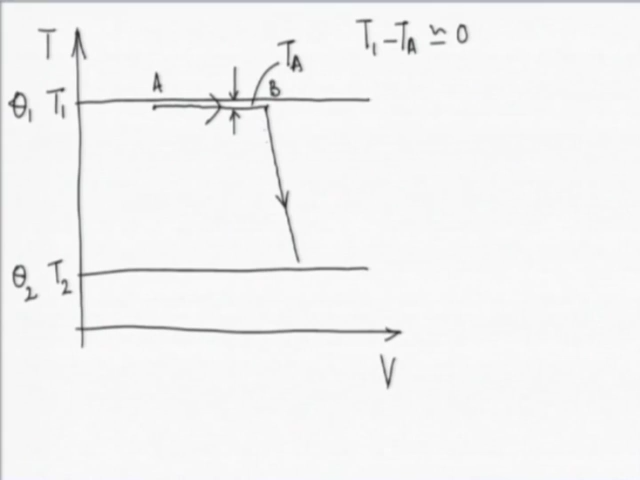 T
T₁ – T_A ≃ 0
T_A
A
B
θ₁ T₁
θ₂ T₂
V